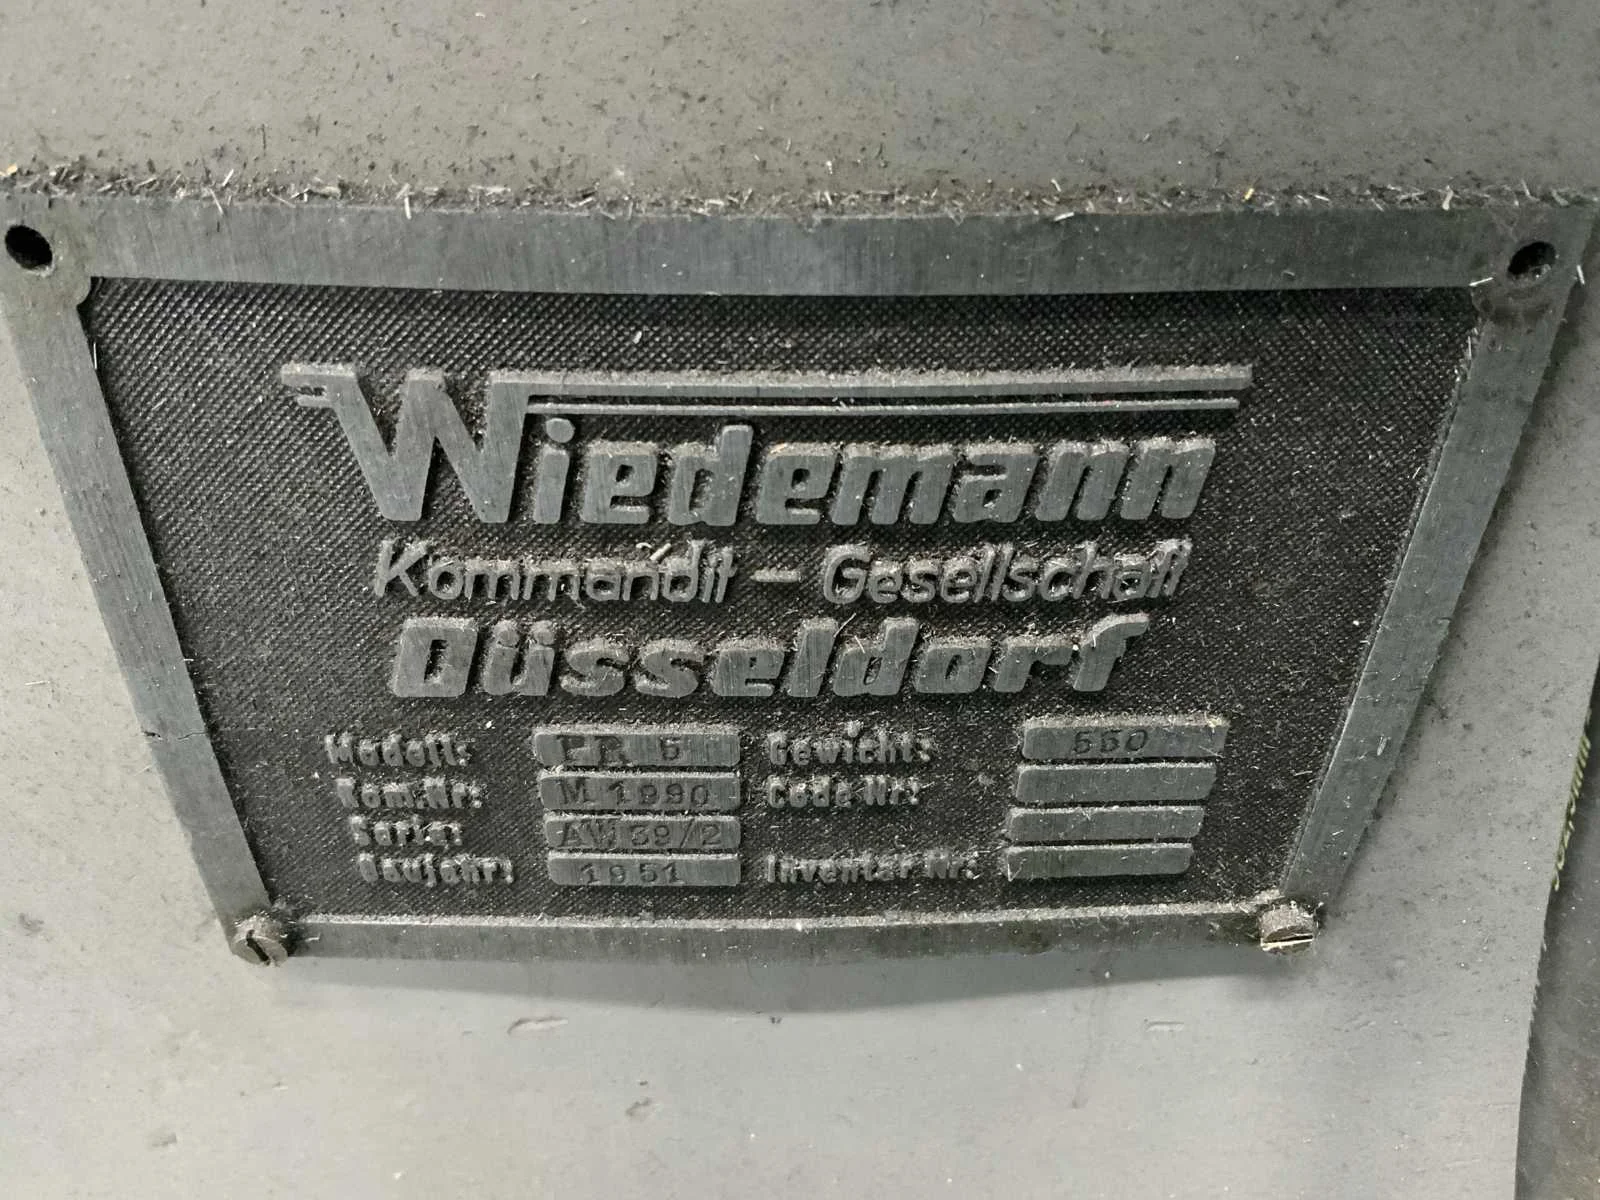 Wiedemann
Kommandit - Gesellschaft
Düsseldorf
Modell: 5 Gewicht: 550
Kom.Nr: M 1990 Code Nr:
Serie: AW 39/2
Baujahr: 1951 Inventar Nr: